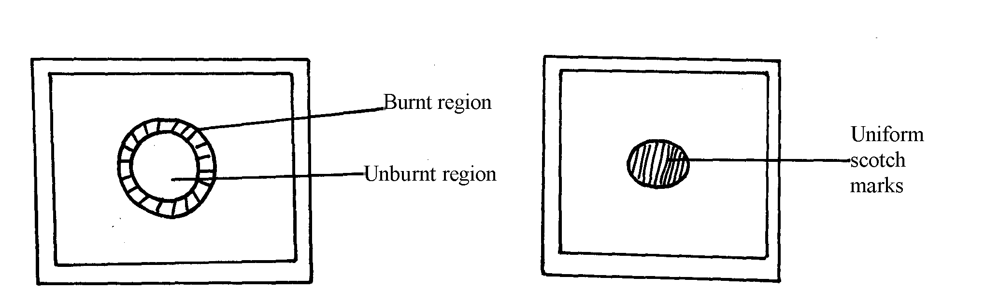 Burnt region
Unburnt region
Uniform
scotch
marks